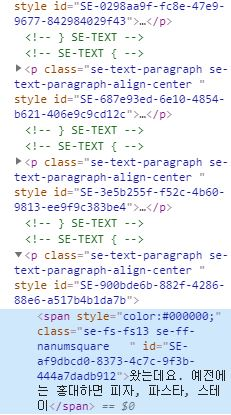 style id="SE-0298aa9f-fc8e-47e9-
9677-842984029f43">…</p>
<!-- } SE-TEXT -->
<!-- SE-TEXT { -->
<p class="se-text-paragraph se-
text-paragraph-align-center "
style id="SE-687e93ed-6e10-4854-
b621-406e9c9cd12c">…</p>
<!-- } SE-TEXT -->
<!-- SE-TEXT { -->
<p class="se-text-paragraph se-
text-paragraph-align-center "
style id="SE-3e5b255f-f52c-4b60-
9813-ee9f9c383be4">…</p>
<!-- } SE-TEXT -->
<!-- SE-TEXT { -->
<p class="se-text-paragraph se-
text-paragraph-align-center "
style id="SE-900bde6b-882f-4286-
88e6-a517b4b1da7b">
<span style="color:#000000;"
class="se-fs-fs13 se-ff-
nanumsquare   " id="SE-
af9dbcd0-8373-4c7c-9f3b-
444a7dadb912">왔는데요. 예전에
는 홍대하면 피자, 파스타, 스테
이</span> == $0